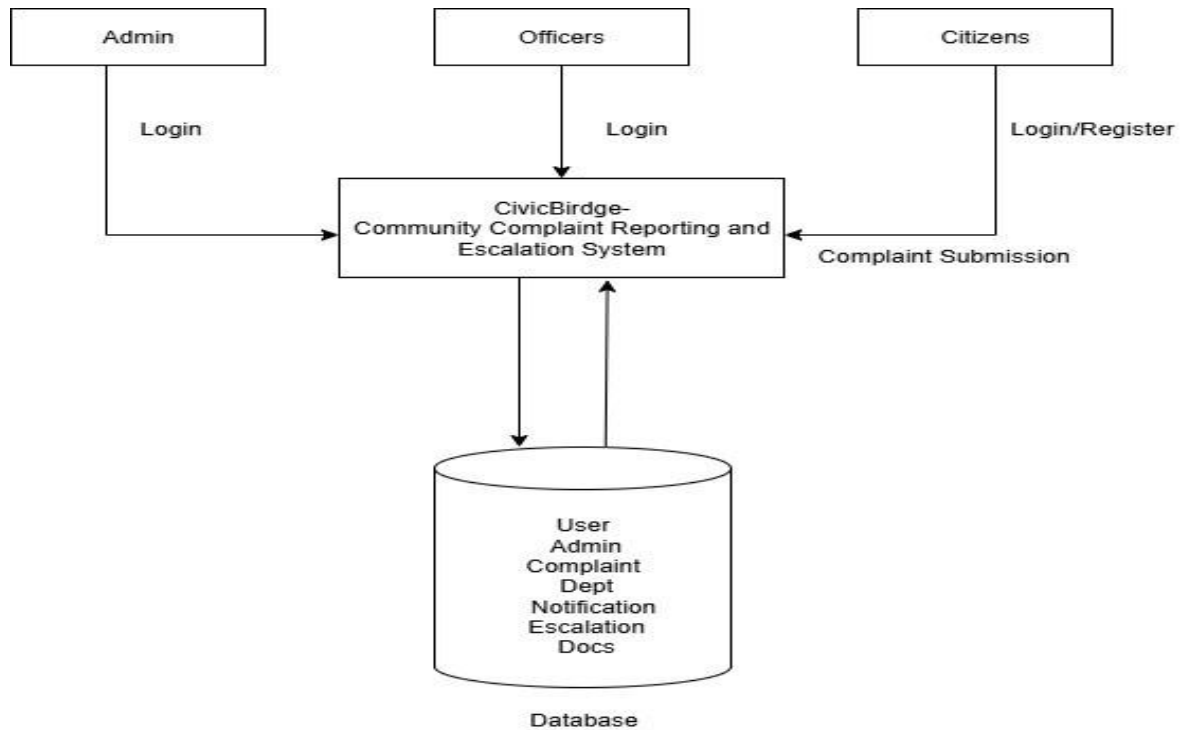 Admin
Officers
Citizens
Login
Login
Login/Register
CivicBirdge-
Community Complaint Reporting and
Escalation System
Complaint Submission
User
Admin
Complaint
Dept
Notification
Escalation
Docs
Database